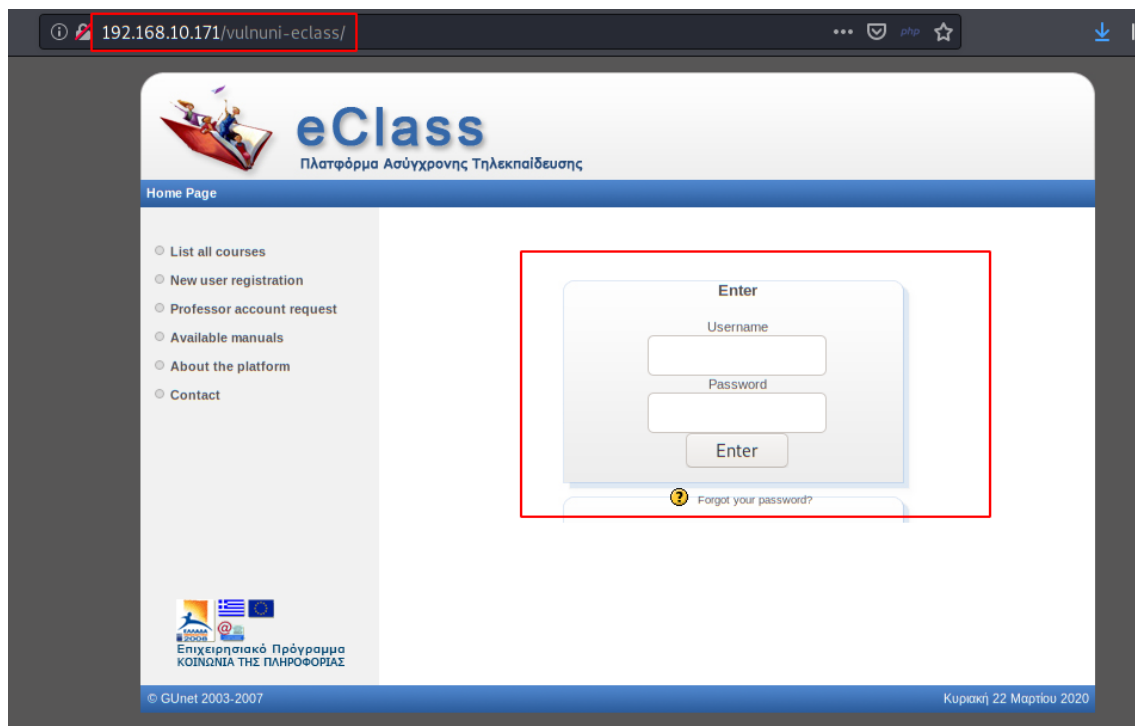 192.168.10.171/vulnuni-eclass/
php
eClass
Πλατφόρμα Ασύγχρονης Τηλεκπαίδευσης
Home Page
List all courses
New user registration
Professor account request
Available manuals
About the platform
Contact
Enter
Username
Password
Enter
Forgot your password?
ΕΛΛΑΔΑ
2008
Επιχειρησιακό Πρόγραμμα
ΚΟΙΝΩΝΙΑ ΤΗΣ ΠΛΗΡΟΦΟΡΙΑΣ
© GUnet 2003-2007
Κυριακή 22 Μαρτίου 2020